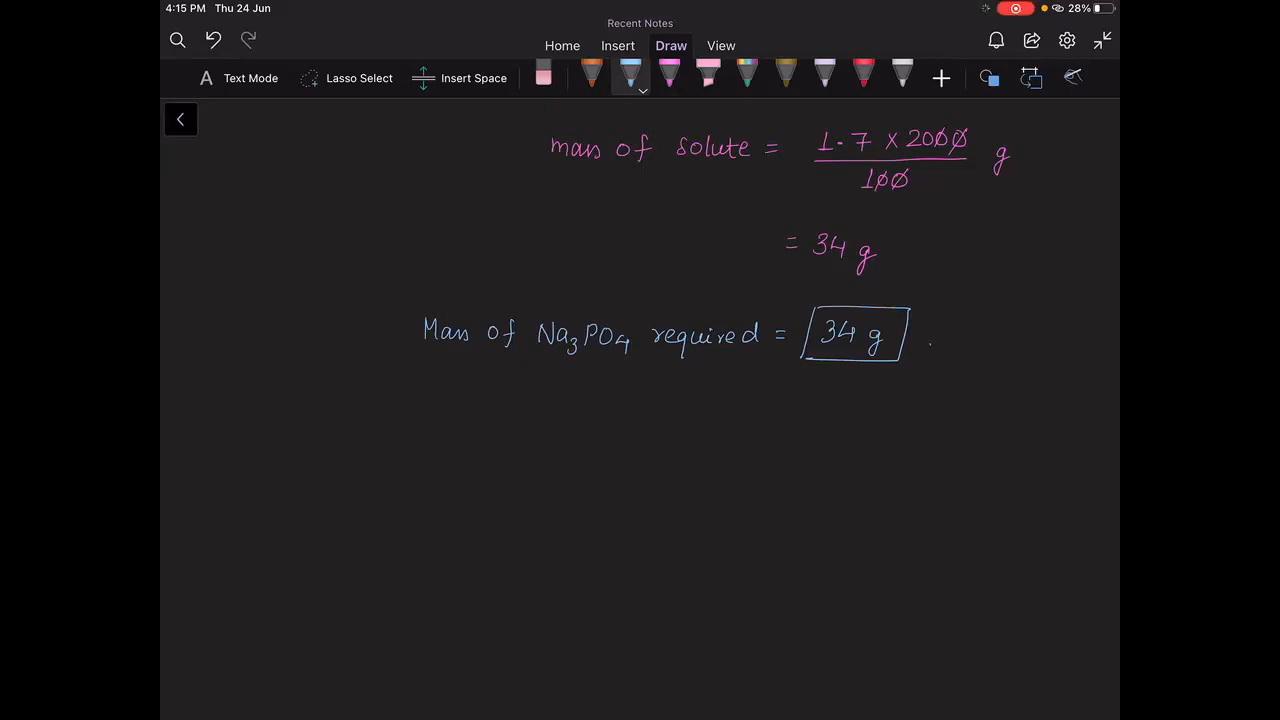 4:15 PM Thu 24 Jun
28%
Recent Notes
Home Insert Draw View
A Text Mode Lasso Select Insert Space
mass of solute = 1.7 x 2000 g
100
= 34 g
Mass of Na₃PO₄ required = 34 g .